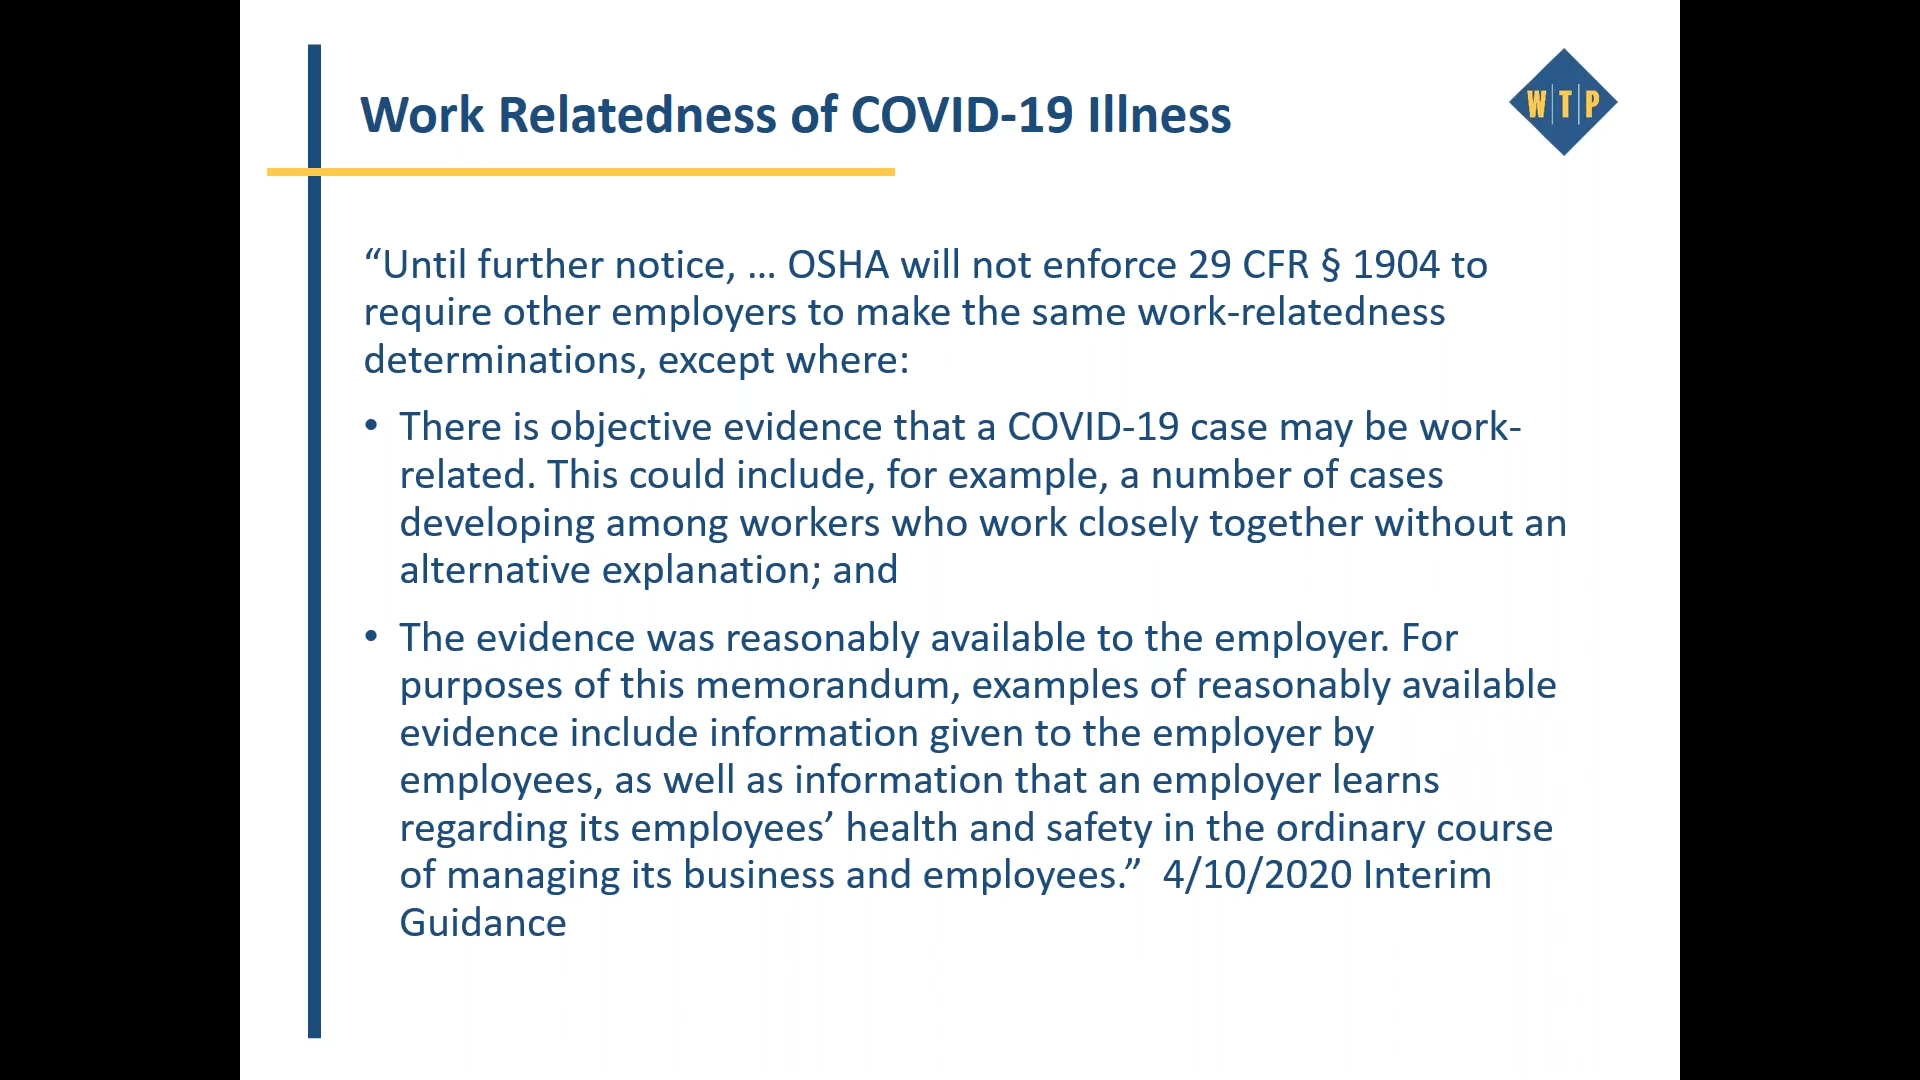 Work Relatedness of COVID-19 Illness
W|T|P
“Until further notice, ... OSHA will not enforce 29 CFR § 1904 to
require other employers to make the same work-relatedness
determinations, except where:
• There is objective evidence that a COVID-19 case may be work-
related. This could include, for example, a number of cases
developing among workers who work closely together without an
alternative explanation; and
• The evidence was reasonably available to the employer. For
purposes of this memorandum, examples of reasonably available
evidence include information given to the employer by
employees, as well as information that an employer learns
regarding its employees’ health and safety in the ordinary course
of managing its business and employees.”  4/10/2020 Interim
Guidance